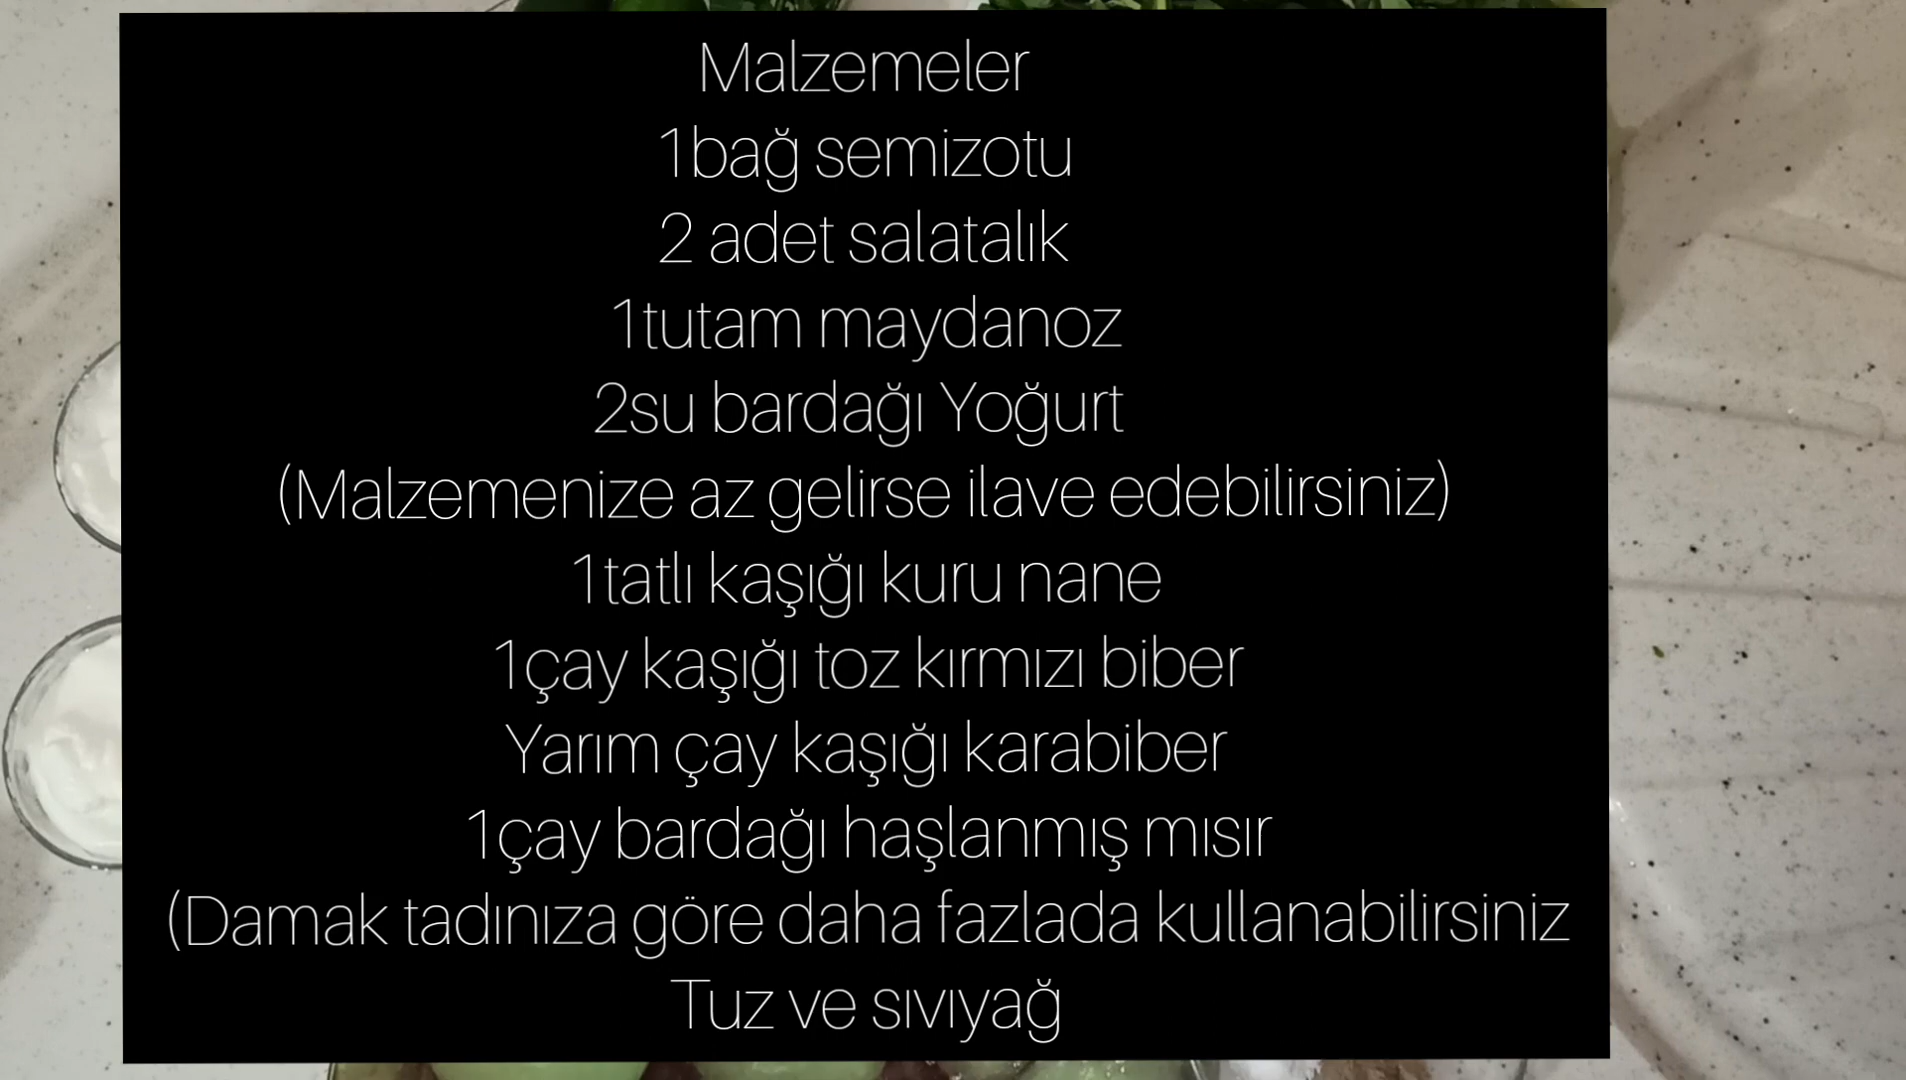 Malzemeler
1bağ semizotu
2 adet salatalık
1tutam maydanoz
2su bardağı Yoğurt
(Malzemenize az gelirse ilave edebilirsiniz)
1tatlı kaşığı kuru nane
1çay kaşığı toz kırmızı biber
Yarım çay kaşığı karabiber
1çay bardağı haşlanmış mısır
(Damak tadınıza göre daha fazlada kullanabilirsiniz
Tuz ve sıvıyağ